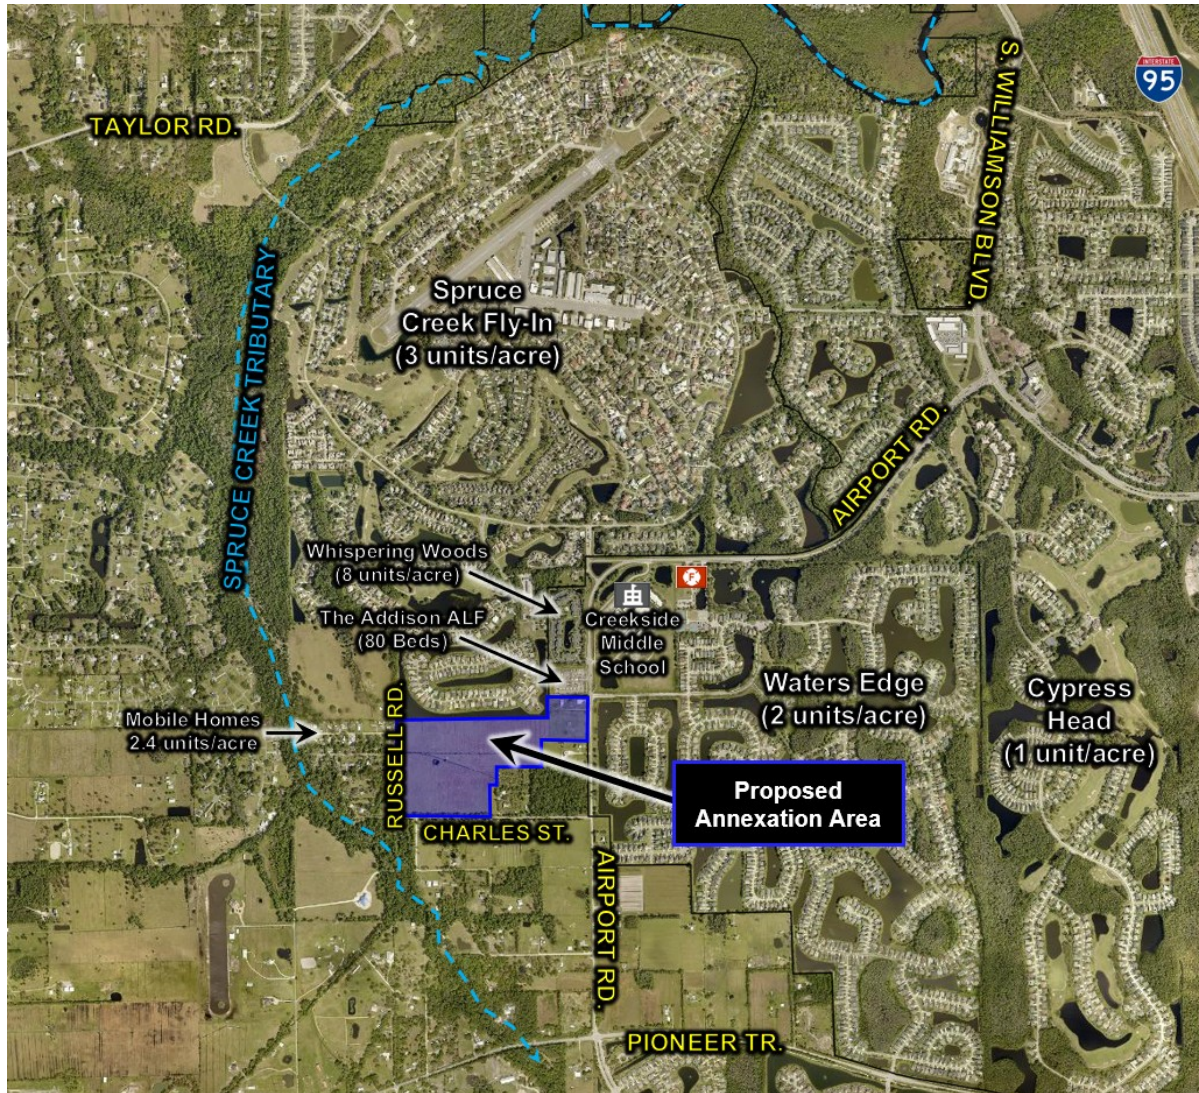 INTERSTATE
95
S. WILLIAMSON BLVD.
TAYLOR RD.
SPRUCE CREEK TRIBUTARY
Spruce
Creek Fly-In
(3 units/acre)
AIRPORT RD.
Whispering Woods
(8 units/acre)
F
The Addison ALF
(80 Beds)
Creekside
Middle
School
Waters Edge
(2 units/acre)
Cypress
Head
(1 unit/acre)
Mobile Homes
2.4 units/acre
RUSSELL RD.
Proposed
Annexation Area
CHARLES ST.
AIRPORT RD.
PIONEER TR.